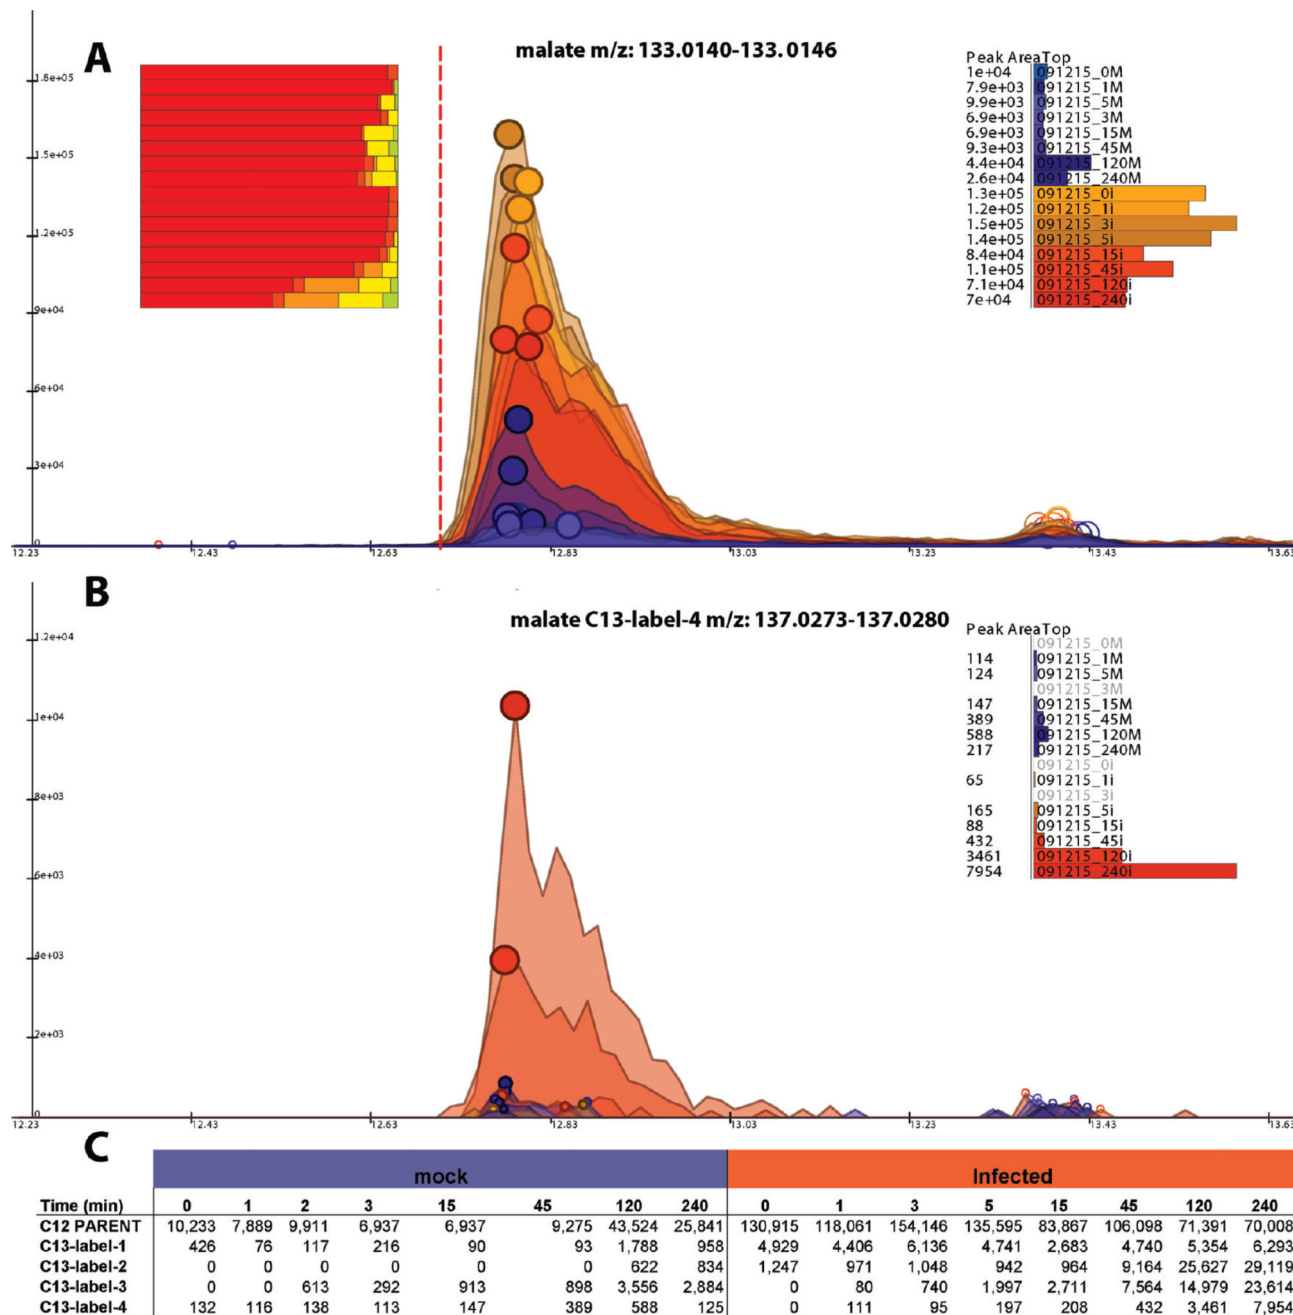 A
malate m/z: 133.0140-133.0146
Peak AreaTop
1e+04 091215_0M
7.9e+03 091215_1M
9.9e+03 091215_5M
6.9e+03 091215_3M
6.9e+03 091215_15M
9.3e+03 091215_45M
4.4e+04 091215_120M
2.6e+04 091215_240M
1.3e+05 091215_0i
1.2e+05 091215_1i
1.5e+05 091215_3i
1.4e+05 091215_5i
8.4e+04 091215_15i
1.1e+05 091215_45i
7.1e+04 091215_120i
7e+04 091215_240i
1.8e+05
1.5e+05
1.2e+05
9e+04
6e+04
3e+04
0
12.23 12.43 12.63 12.83 13.03 13.23 13.43 13.63
B
malate C13-label-4 m/z: 137.0273-137.0280
Peak AreaTop
091215_0M
114 091215_1M
124 091215_5M
091215_3M
147 091215_15M
389 091215_45M
588 091215_120M
217 091215_240M
091215_0i
65 091215_1i
091215_3i
165 091215_5i
88 091215_15i
432 091215_45i
3461 091215_120i
7954 091215_240i
1.2e+04
1e+04
8e+03
6e+03
4e+03
2e+03
0
12.23 12.43 12.63 12.83 13.03 13.23 13.43 13.63
C
mock Infected
Time (min) 0 1 2 3 15 45 120 240 0 1 3 5 15 45 120 240
C12 PARENT 10,233 7,889 9,911 6,937 6,937 9,275 43,524 25,841 130,915 118,061 154,146 135,595 83,867 106,098 71,391 70,008
C13-label-1 426 76 117 216 90 93 1,788 958 4,929 4,406 6,136 4,741 2,683 4,740 5,354 6,293
C13-label-2 0 0 0 0 0 0 622 834 1,247 971 1,048 942 964 9,164 25,627 29,119
C13-label-3 0 0 613 292 913 898 3,556 2,884 0 80 740 1,997 2,711 7,564 14,979 23,614
C13-label-4 132 116 138 113 147 389 588 125 0 111 95 197 208 432 3,461 7,954